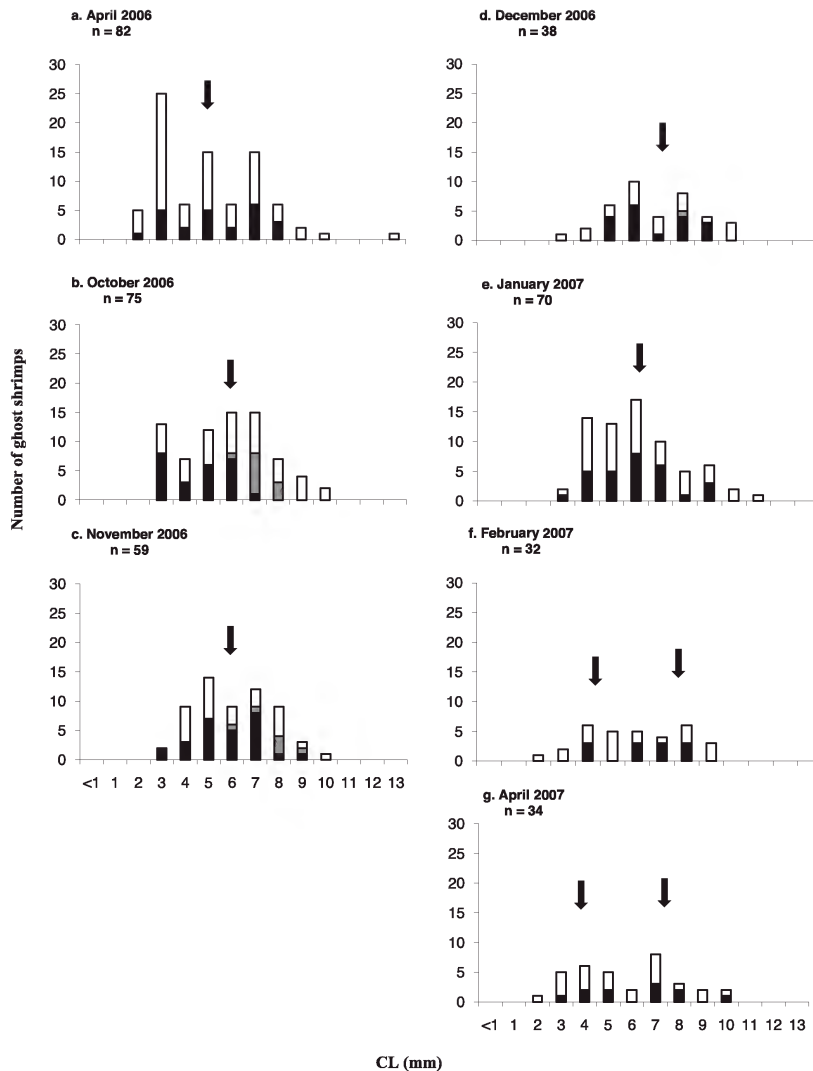 a. April 2006
n = 82
30
25
20
15
10
5
0
b. October 2006
n = 75
30
25
20
15
10
5
0
c. November 2006
n = 59
30
25
20
15
10
5
0
<1 1 2 3 4 5 6 7 8 9 10 11 12 13
Number of ghost shrimps
d. December 2006
n = 38
30
25
20
15
10
5
0
e. January 2007
n = 70
30
25
20
15
10
5
0
f. February 2007
n = 32
30
25
20
15
10
5
0
g. April 2007
n = 34
30
25
20
15
10
5
0
<1 1 2 3 4 5 6 7 8 9 10 11 12 13
CL (mm)